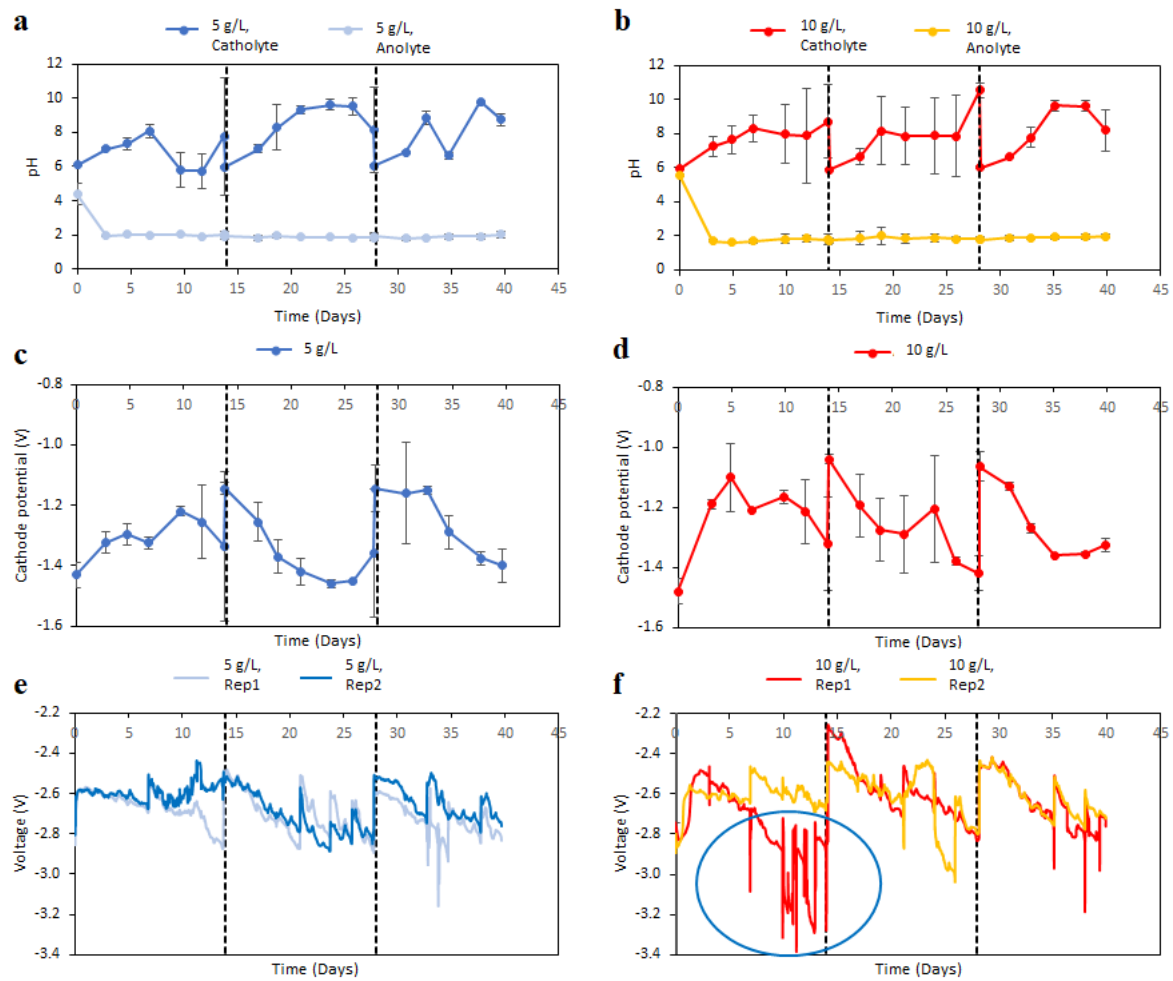 a
5 g/L,
Catholyte
5 g/L,
Anolyte
12
10
8
6
4
2
0
pH
0
5
10
15
20
25
30
35
40
45
Time (Days)
b
10 g/L,
Catholyte
10 g/L,
Anolyte
12
10
8
6
4
2
0
pH
0
5
10
15
20
25
30
35
40
45
Time (Days)
c
5 g/L
-0.8
-1.0
-1.2
-1.4
-1.6
Cathode potential (V)
0
5
10
15
20
25
30
35
40
45
Time (Days)
d
10 g/L
-0.8
-1.0
-1.2
-1.4
-1.6
Cathode potential (V)
0
5
10
15
20
25
30
35
40
45
Time (Days)
e
5 g/L,
Rep1
5 g/L,
Rep2
-2.2
-2.4
-2.6
-2.8
-3.0
-3.2
-3.4
Voltage (V)
0
5
10
15
20
25
30
35
40
45
Time (Days)
f
10 g/L,
Rep1
10 g/L,
Rep2
-2.2
-2.4
-2.6
-2.8
-3.0
-3.2
-3.4
Voltage (V)
0
5
10
15
20
25
30
35
40
45
Time (Days)